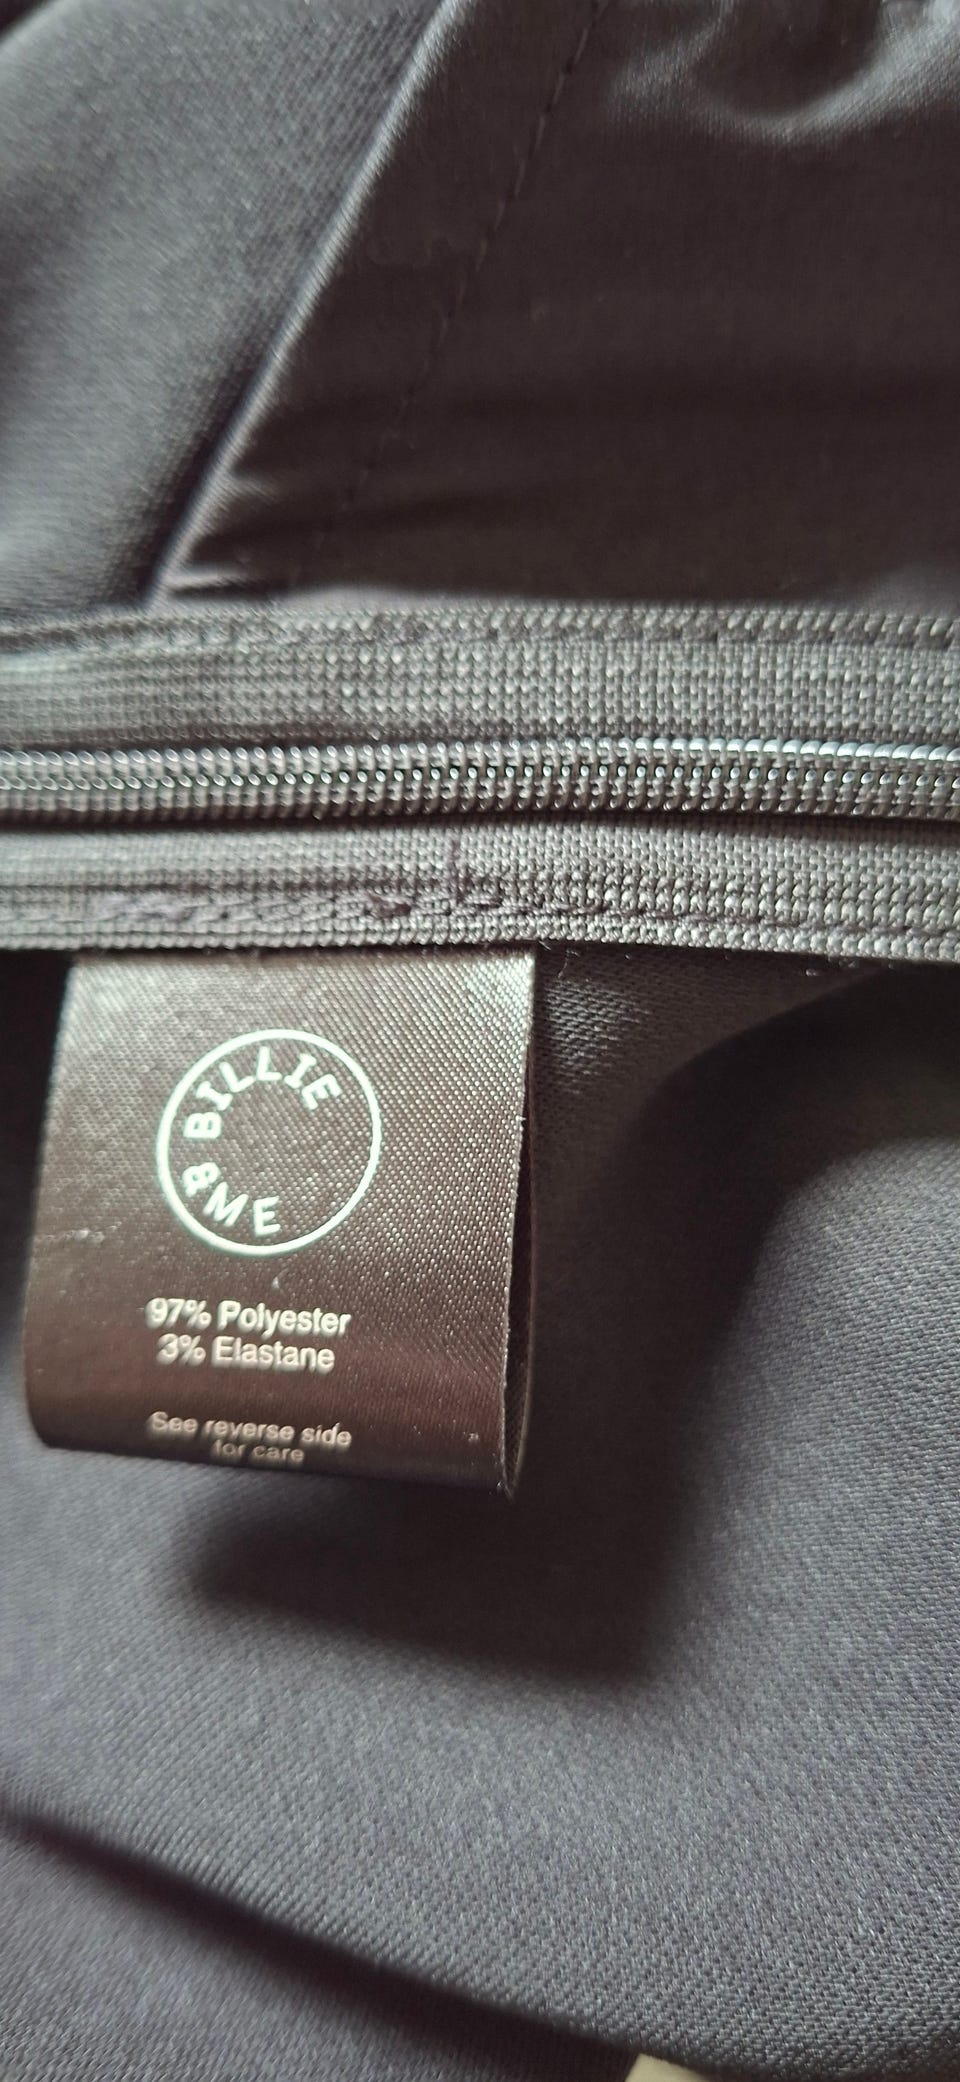 BILLIE
&ME
97% Polyester
3% Elastane
See reverse side
for care